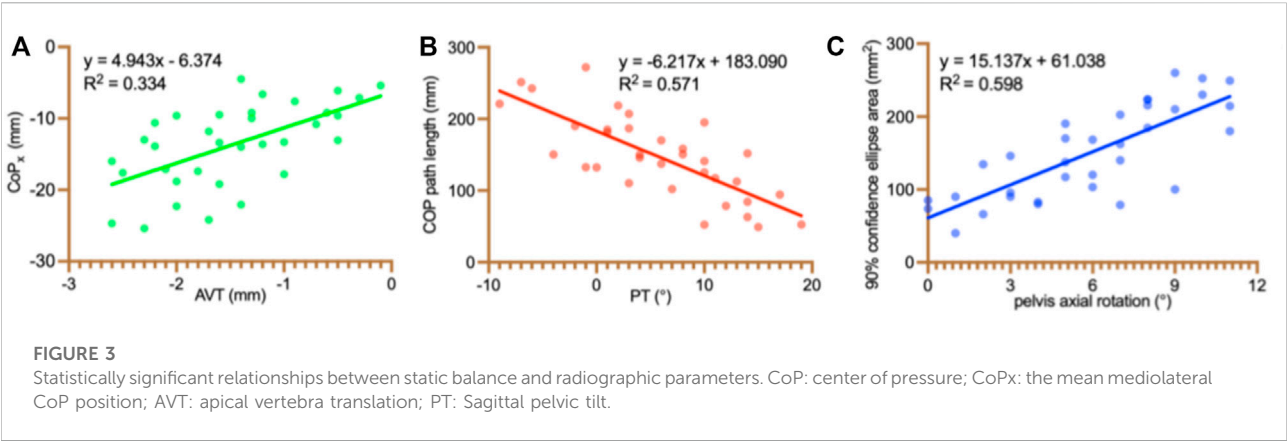 A
y = 4.943x - 6.374
R² = 0.334
0
-10
-20
-30
CoPx (mm)
-3
-2
-1
0
AVT (mm)
B
y = -6.217x + 183.090
R² = 0.571
300
200
100
0
COP path length (mm)
-10
0
10
20
PT (°)
C
y = 15.137x + 61.038
R² = 0.598
300
200
100
0
90% confidence ellipse area (mm²)
0
3
6
9
12
pelvis axial rotation (°)
FIGURE 3
Statistically significant relationships between static balance and radiographic parameters. CoP: center of pressure; CoPx: the mean mediolateral
CoP position; AVT: apical vertebra translation; PT: Sagittal pelvic tilt.